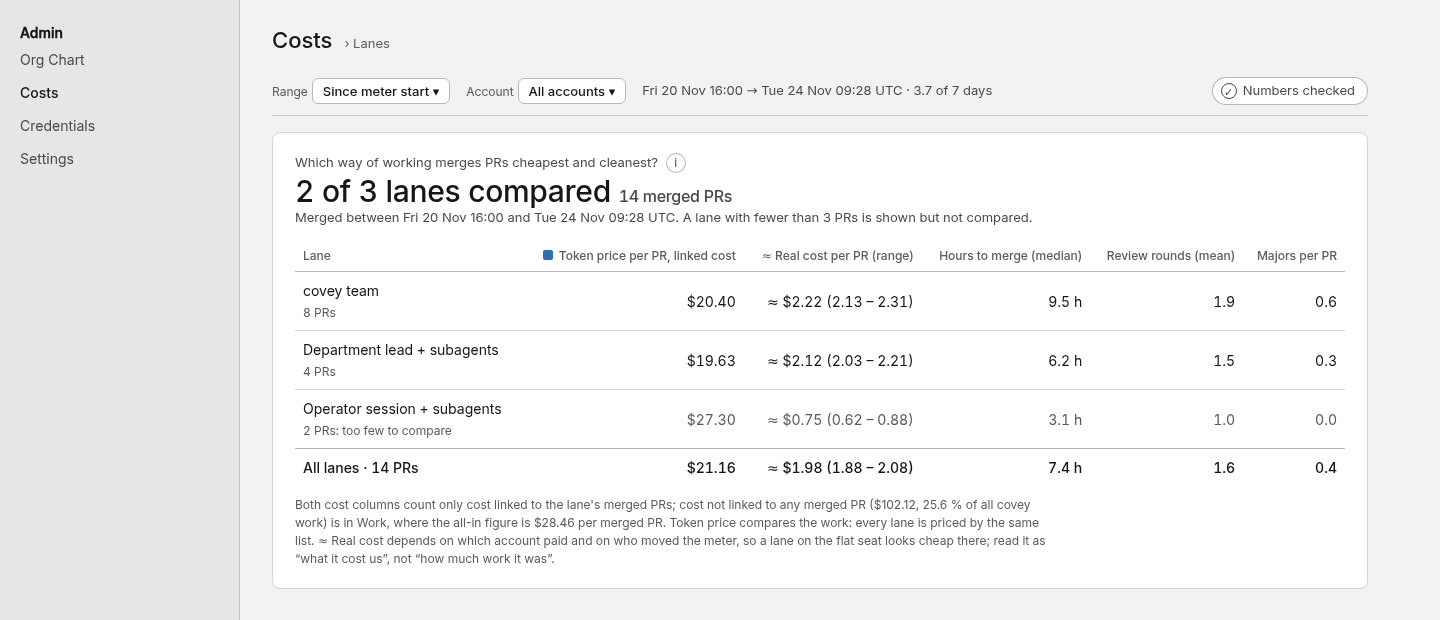 Admin
Org Chart
Costs
Credentials
Settings
Costs › Lanes
Range Since meter start ▾ Account All accounts ▾ Fri 20 Nov 16:00 → Tue 24 Nov 09:28 UTC · 3.7 of 7 days ✓ Numbers checked
Which way of working merges PRs cheapest and cleanest? i
2 of 3 lanes compared 14 merged PRs
Merged between Fri 20 Nov 16:00 and Tue 24 Nov 09:28 UTC. A lane with fewer than 3 PRs is shown but not compared.
Lane Token price per PR, linked cost ≈ Real cost per PR (range) Hours to merge (median) Review rounds (mean) Majors per PR
covey team
8 PRs
$20.40 ≈ $2.22 (2.13 – 2.31) 9.5 h 1.9 0.6
Department lead + subagents
4 PRs
$19.63 ≈ $2.12 (2.03 – 2.21) 6.2 h 1.5 0.3
Operator session + subagents
2 PRs: too few to compare
$27.30 ≈ $0.75 (0.62 – 0.88) 3.1 h 1.0 0.0
All lanes · 14 PRs $21.16 ≈ $1.98 (1.88 – 2.08) 7.4 h 1.6 0.4
Both cost columns count only cost linked to the lane's merged PRs; cost not linked to any merged PR ($102.12, 25.6 % of all covey
work) is in Work, where the all-in figure is $28.46 per merged PR. Token price compares the work: every lane is priced by the same
list. ≈ Real cost depends on which account paid and on who moved the meter, so a lane on the flat seat looks cheap there; read it as
“what it cost us”, not “how much work it was”.